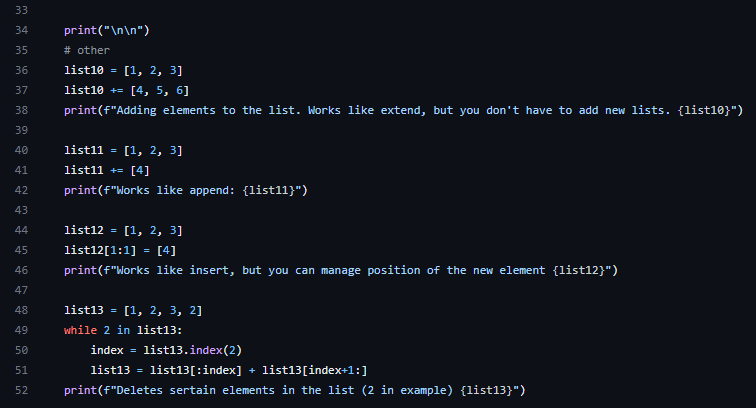 33
34 print("\n\n")
35 # other
36 list10 = [1, 2, 3]
37 list10 += [4, 5, 6]
38 print(f"Adding elements to the list. Works like extend, but you don't have to add new lists. {list10}")
39
40 list11 = [1, 2, 3]
41 list11 += [4]
42 print(f"Works like append: {list11}")
43
44 list12 = [1, 2, 3]
45 list12[1:1] = [4]
46 print(f"Works like insert, but you can manage position of the new element {list12}")
47
48 list13 = [1, 2, 3, 2]
49 while 2 in list13:
50     index = list13.index(2)
51     list13 = list13[:index] + list13[index+1:]
52 print(f"Deletes sertain elements in the list (2 in example) {list13}")